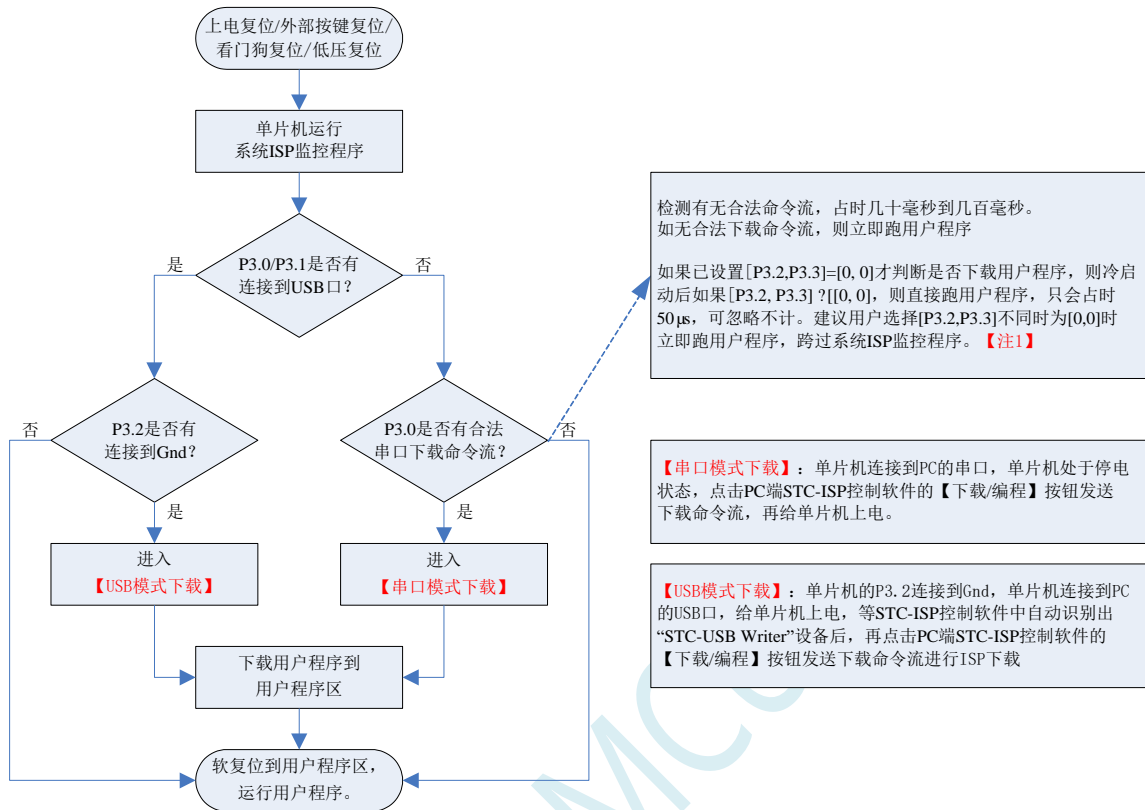 上电复位/外部按键复位/
看门狗复位/低压复位
单片机运行
系统ISP监控程序
P3.0/P3.1是否有
连接到USB口？
是
否
P3.2是否有
连接到Gnd？
否
是
P3.0是否有合法
串口下载命令流？
否
是
进入
【USB模式下载】
进入
【串口模式下载】
下载用户程序到
用户程序区
软复位到用户程序区，
运行用户程序。
检测有无合法命令流，占时几十毫秒到几百毫秒。
如无合法下载命令流，则立即跑用户程序
如果已设置[P3.2,P3.3]=[0, 0]才判断是否下载用户程序，则冷启
动后如果[P3.2, P3.3] ?[[0, 0]，则直接跑用户程序，只会占时
50μs，可忽略不计。建议用户选择[P3.2,P3.3]不同时为[0,0]时
立即跑用户程序，跨过系统ISP监控程序。【注1】
【串口模式下载】：单片机连接到PC的串口，单片机处于停电
状态，点击PC端STC-ISP控制软件的【下载/编程】按钮发送
下载命令流，再给单片机上电。
【USB模式下载】：单片机的P3.2连接到Gnd，单片机连接到PC
的USB口，给单片机上电，等STC-ISP控制软件中自动识别出
“STC-USB Writer”设备后，再点击PC端STC-ISP控制软件的
【下载/编程】按钮发送下载命令流进行ISP下载
MC